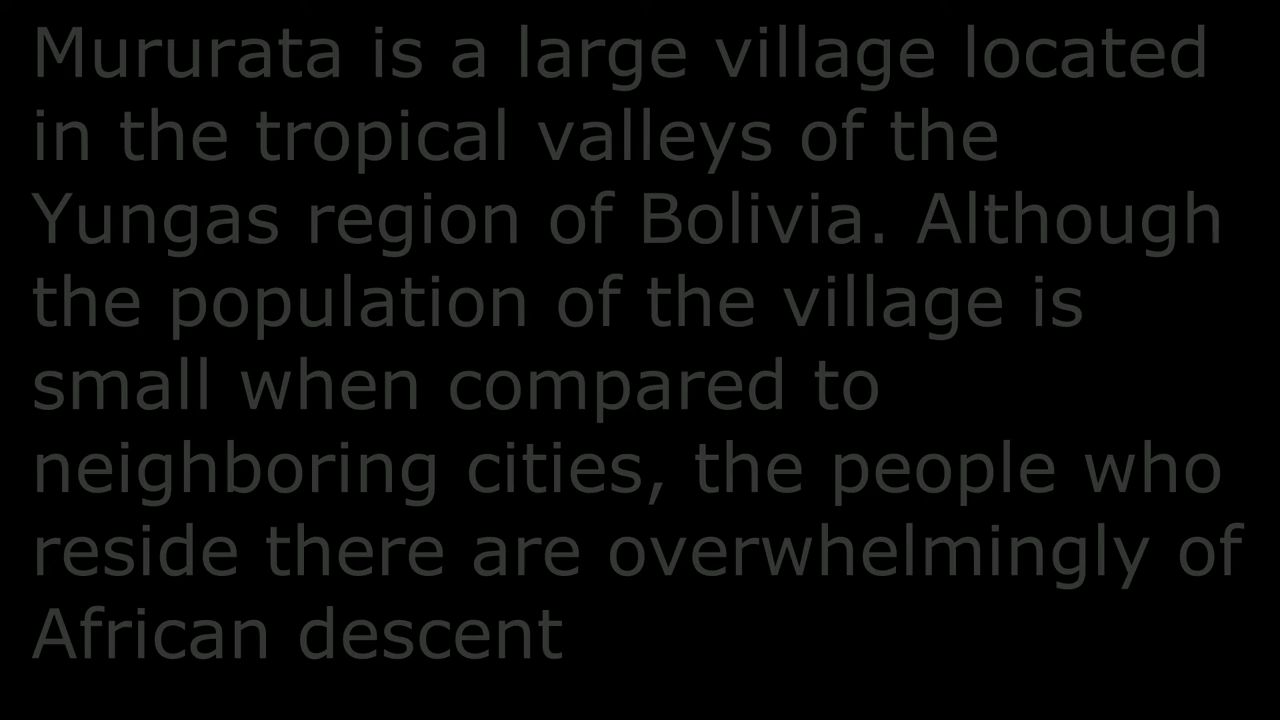 Mururata is a large village located
in the tropical valleys of the
Yungas region of Bolivia. Although
the population of the village is
small when compared to
neighboring cities, the people who
reside there are overwhelmingly of
African descent